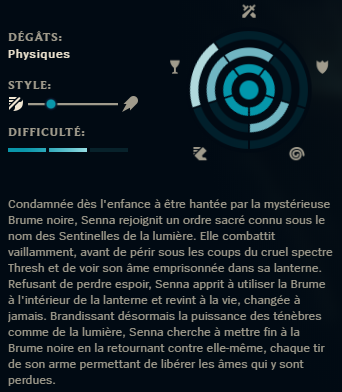 DÉGÂTS:
Physiques
STYLE:
DIFFICULTÉ:
Condamnée dès l'enfance à être hantée par la mystérieuse
Brume noire, Senna rejoignit un ordre sacré connu sous le
nom des Sentinelles de la lumière. Elle combattit
vaillamment, avant de périr sous les coups du cruel spectre
Thresh et de voir son âme emprisonnée dans sa lanterne.
Refusant de perdre espoir, Senna apprit à utiliser la Brume
à l'intérieur de la lanterne et revint à la vie, changée à
jamais. Brandissant désormais la puissance des ténèbres
comme de la lumière, Senna cherche à mettre fin à la
Brume noire en la retournant contre elle-même, chaque tir
de son arme permettant de libérer les âmes qui y sont
perdues.